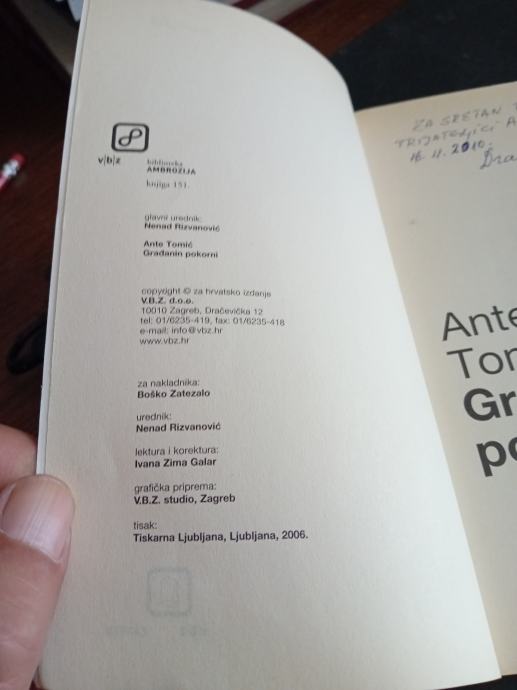 v|b|z
biblioteka
AMBROZIJA
knjiga 151.
glavni urednik:
Nenad Rizvanović
Ante Tomić
Građanin pokorni
copyright © za hrvatsko izdanje
V.B.Z. d.o.o.
10010 Zagreb, Dračevička 12
tel: 01/6235-419, fax: 01/6235-418
e-mail: info@vbz.hr
www.vbz.hr
za nakladnika:
Boško Zatezalo
urednik:
Nenad Rizvanović
lektura i korektura:
Ivana Zima Galar
grafička priprema:
V.B.Z. studio, Zagreb
tisak:
Tiskarna Ljubljana, Ljubljana, 2006.
ZA SRETAN
2010.
Dra
Ante
Tom
Gr
po